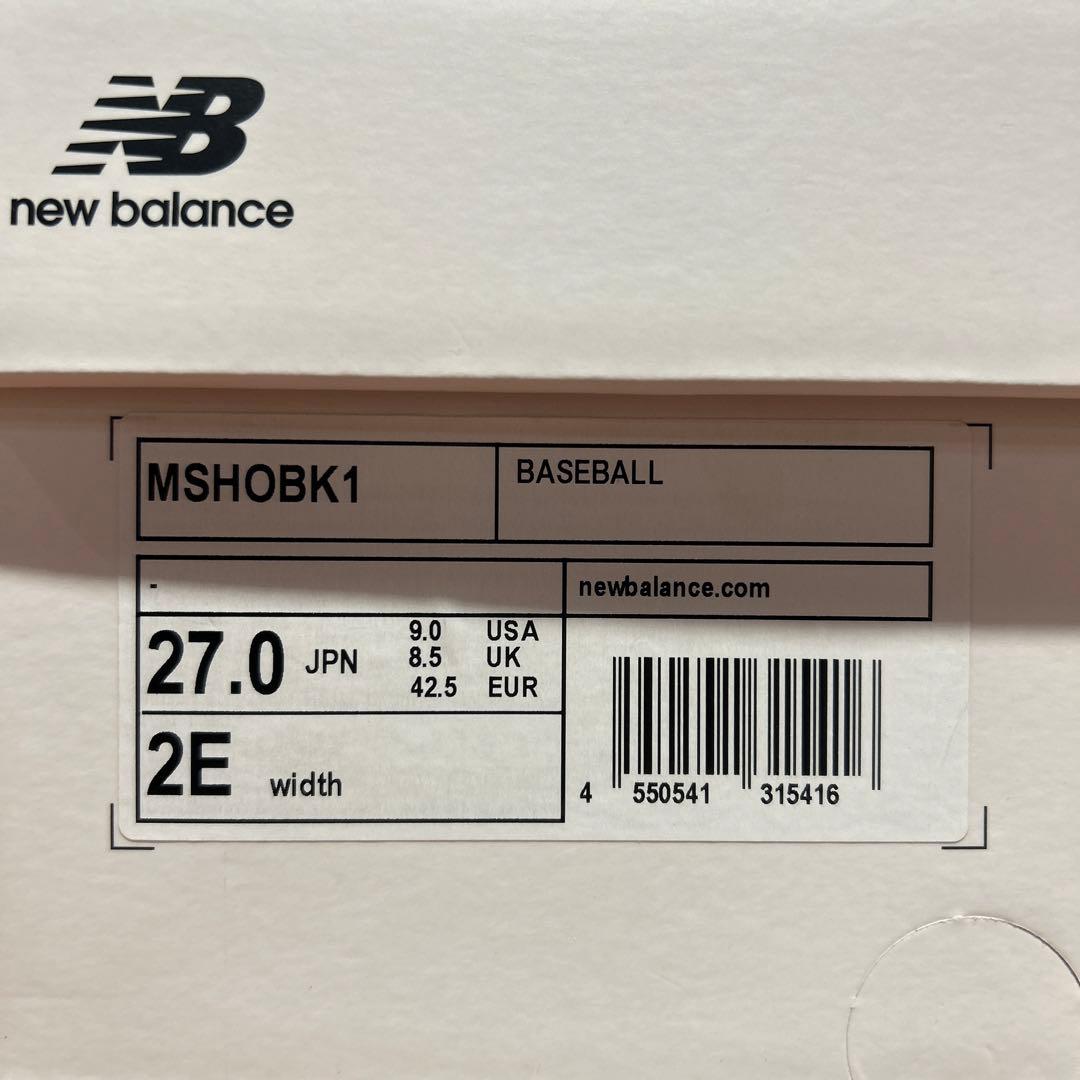 NB
new balance
MSHOBK1
BASEBALL
-
newbalance.com
27.0 JPN
9.0 USA
8.5 UK
42.5 EUR
2E width
4 550541 315416